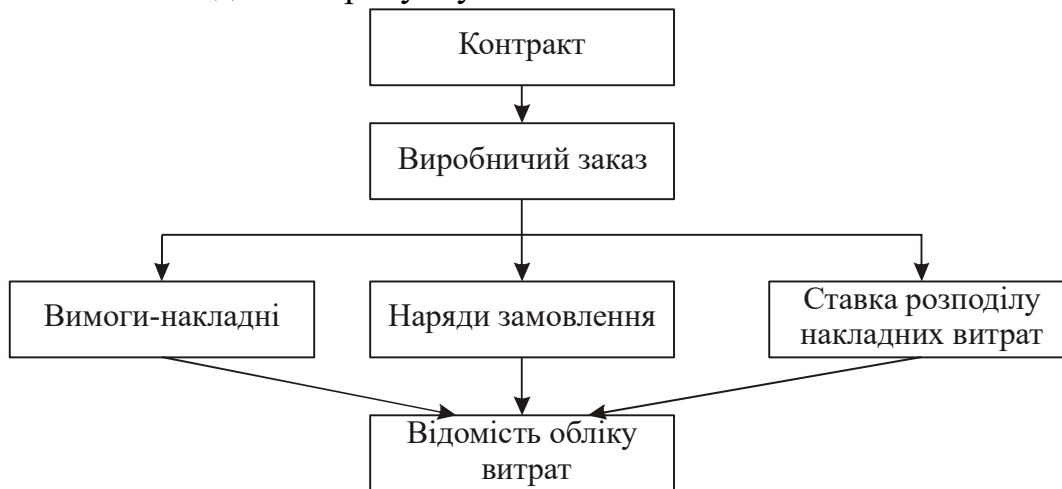 Контракт
Виробничий заказ
Вимоги-накладні
Наряди замовлення
Ставка розподілу
накладних витрат
Відомість обліку
витрат